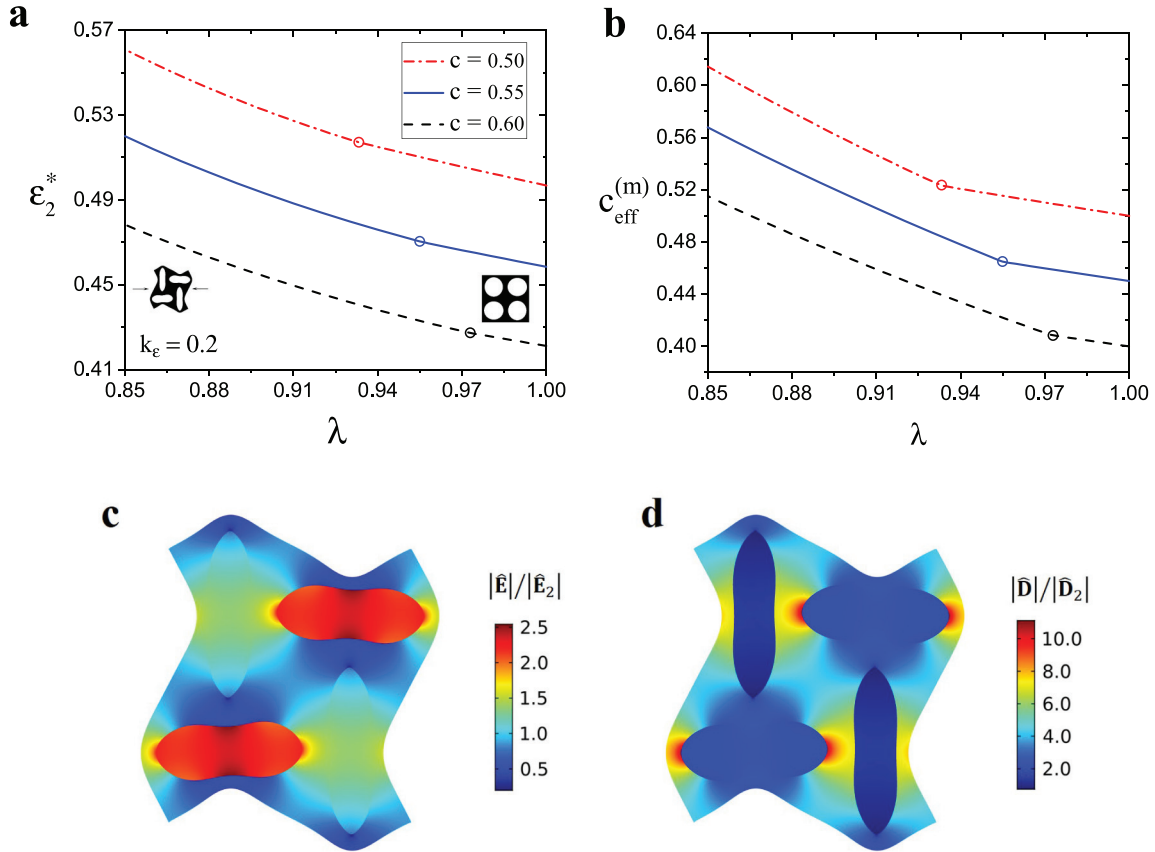 a
0.57
0.53
0.49
0.45
0.41
ε₂*
c = 0.50
c = 0.55
c = 0.60
kε = 0.2
0.85 0.88 0.91 0.94 0.97 1.00
λ
b
0.64
0.60
0.56
0.52
0.48
0.44
0.40
c_eff^(m)
0.85 0.88 0.91 0.94 0.97 1.00
λ
c
|Ê|/|Ê₂|
2.5
2.0
1.5
1.0
0.5
d
|D̂|/|D̂₂|
10.0
8.0
6.0
4.0
2.0